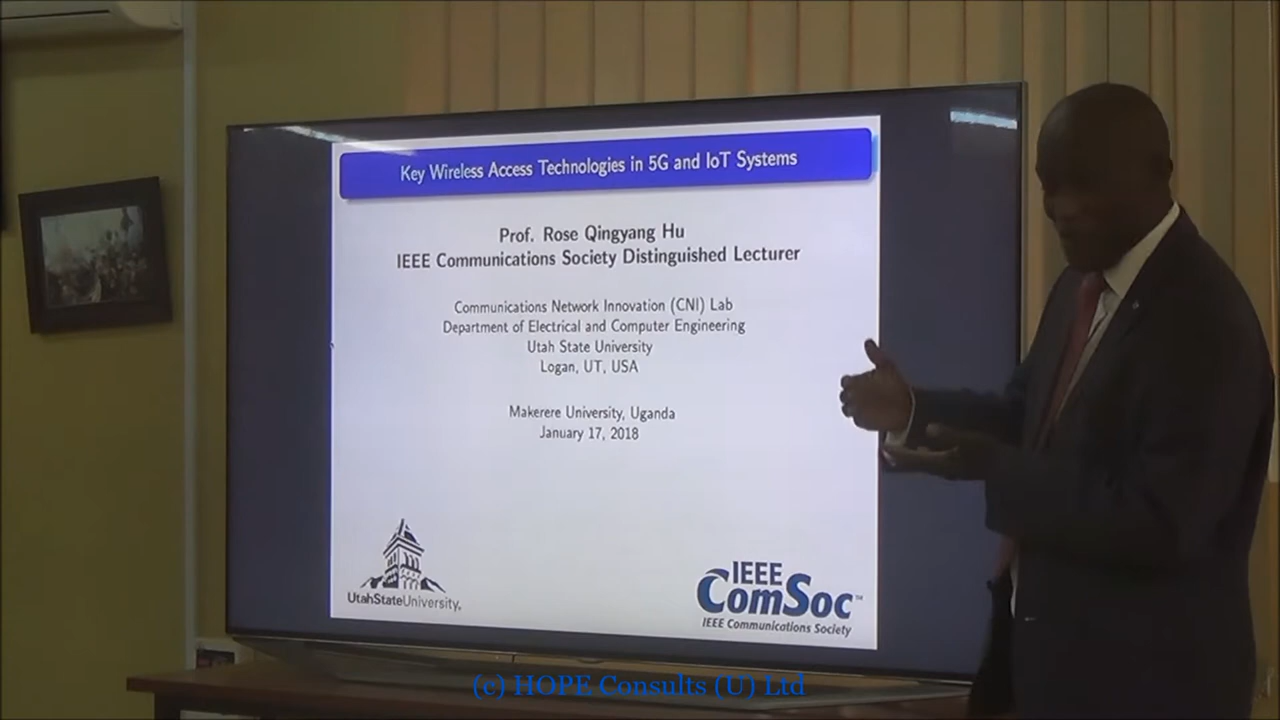 Key Wireless Access Technologies in 5G and IoT Systems
Prof. Rose Qingyang Hu
IEEE Communications Society Distinguished Lecturer
Communications Network Innovation (CNI) Lab
Department of Electrical and Computer Engineering
Utah State University
Logan, UT, USA
Makerere University, Uganda
January 17, 2018
UtahStateUniversity.
IEEE
ComSoc™
IEEE Communications Society
(c) HOPE Consults (U) Ltd